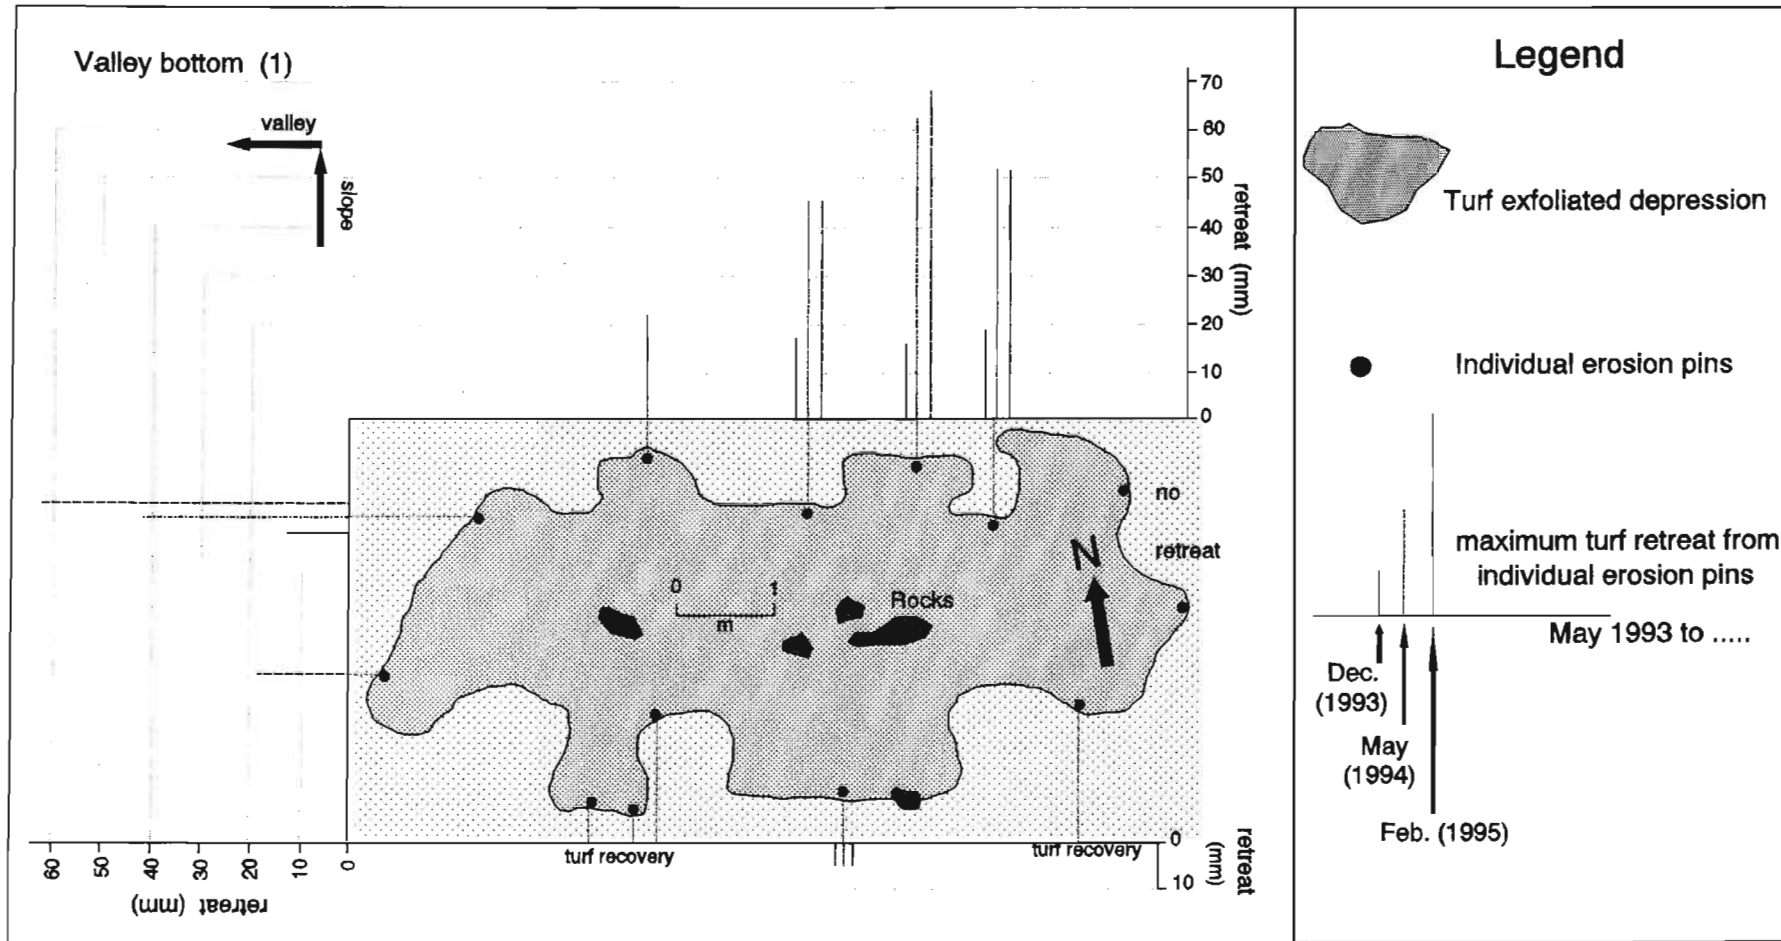 Valley bottom (1)
valley
slope
70
60
50
40
30
20
10
0
retreat (mm)
no
retreat
N
0
1
m
Rocks
turf recovery
turf recovery
0
10
retreat
(mm)
60
50
40
30
20
10
0
retreat (mm)
Legend
Turf exfoliated depression
Individual erosion pins
maximum turf retreat from
individual erosion pins
May 1993 to .....
Dec.
(1993)
May
(1994)
Feb. (1995)